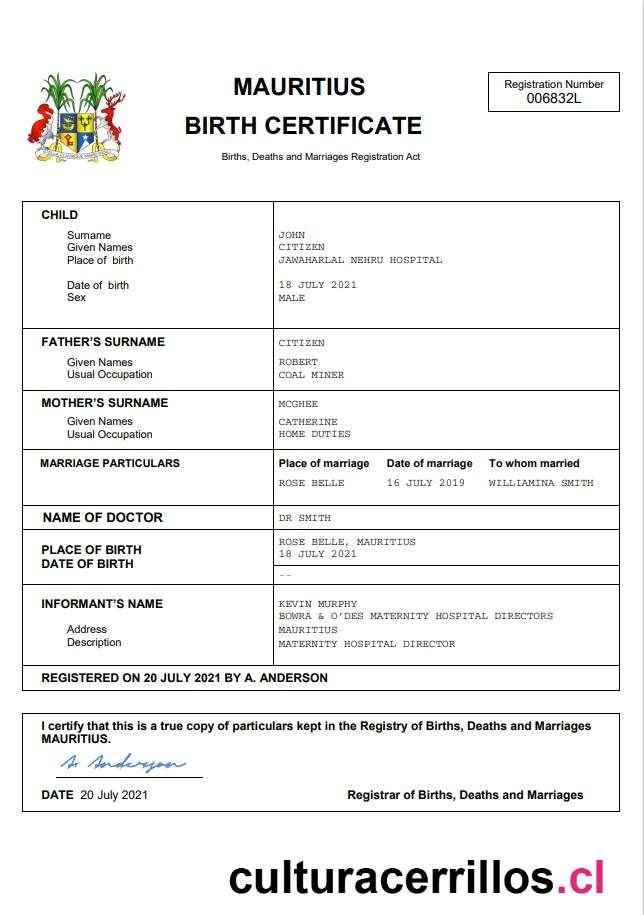 MAURITIUS
BIRTH CERTIFICATE
Births, Deaths and Marriages Registration Act
Registration Number
006832L
CHILD
Surname JOHN
Given Names CITIZEN
Place of birth JAWAHARLAL NEHRU HOSPITAL
Date of birth 18 JULY 2021
Sex MALE
FATHER'S SURNAME CITIZEN
Given Names ROBERT
Usual Occupation COAL MINER
MOTHER'S SURNAME MCGHEE
Given Names CATHERINE
Usual Occupation HOME DUTIES
MARRIAGE PARTICULARS Place of marriage Date of marriage To whom married
ROSE BELLE 16 JULY 2019 WILLIAMINA SMITH
NAME OF DOCTOR DR SMITH
PLACE OF BIRTH ROSE BELLE, MAURITIUS
DATE OF BIRTH 18 JULY 2021
--
INFORMANT'S NAME KEVIN MURPHY
BOWRA & O'DES MATERNITY HOSPITAL DIRECTORS
Address MAURITIUS
Description MATERNITY HOSPITAL DIRECTOR
REGISTERED ON 20 JULY 2021 BY A. ANDERSON
I certify that this is a true copy of particulars kept in the Registry of Births, Deaths and Marriages
MAURITIUS.
A. Anderson
DATE 20 July 2021 Registrar of Births, Deaths and Marriages
culturacerrillos.cl